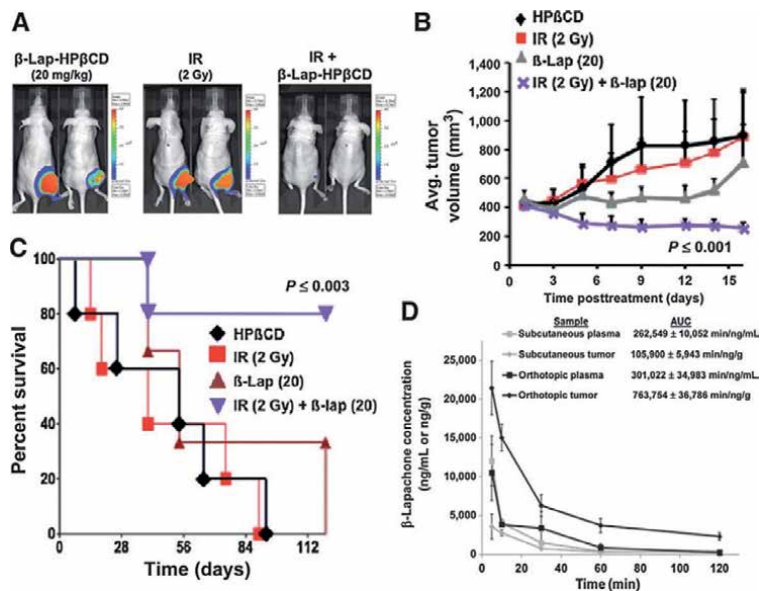 A
β-Lap-HPβCD
(20 mg/kg)
IR
(2 Gy)
IR +
β-Lap-HPβCD
B
HPßCD
IR (2 Gy)
ß-Lap (20)
IR (2 Gy) + ß-lap (20)
Avg. tumor
volume (mm³)
1,400
1,200
1,000
800
600
400
200
0
P ≤ 0.001
0 3 6 9 12 15
Time posttreatment (days)
C
Percent survival
100
80
60
40
20
0
P ≤ 0.003
HPßCD
IR (2 Gy)
ß-Lap (20)
IR (2 Gy) + ß-lap (20)
0 28 56 84 112
Time (days)
D
Sample AUC
Subcutaneous plasma 262,549 ± 10,052 min/ng/mL
Subcutaneous tumor 105,900 ± 5,943 min/ng/g
Orthotopic plasma 301,022 ± 34,983 min/ng/mL
Orthotopic tumor 763,754 ± 36,786 min/ng/g
β-Lapachone concentration
(ng/mL or ng/g)
25,000
20,000
15,000
10,000
5,000
0
0 20 40 60 80 100 120
Time (min)